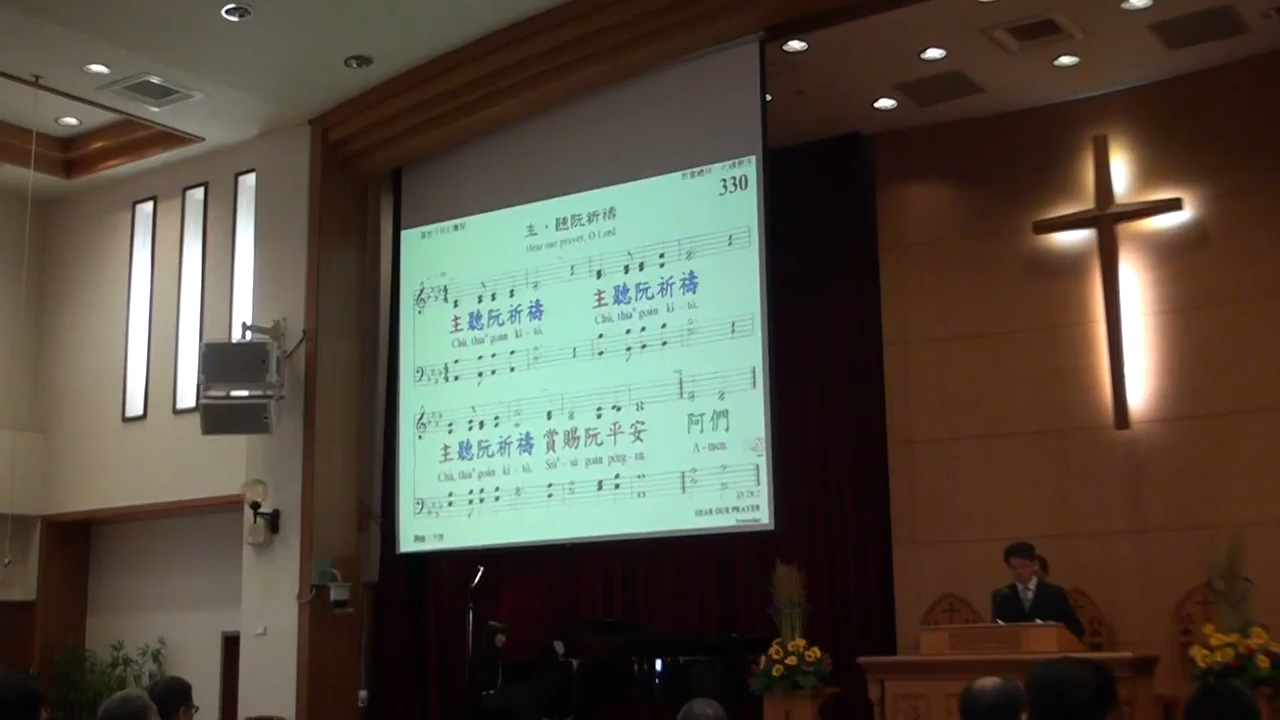 330
主，聽阮祈禱
Hear our prayer, O Lord
主聽阮祈禱 主聽阮祈禱
Chú, thiaⁿ goán kî - tó, Chú, thiaⁿ goán kî - tó,
主聽阮祈禱 賞賜阮平安 阿們
Chú, thiaⁿ goán kî - tó, Siúⁿ - sù goán pêng - an. A - men.
HEAR OUR PRAYER